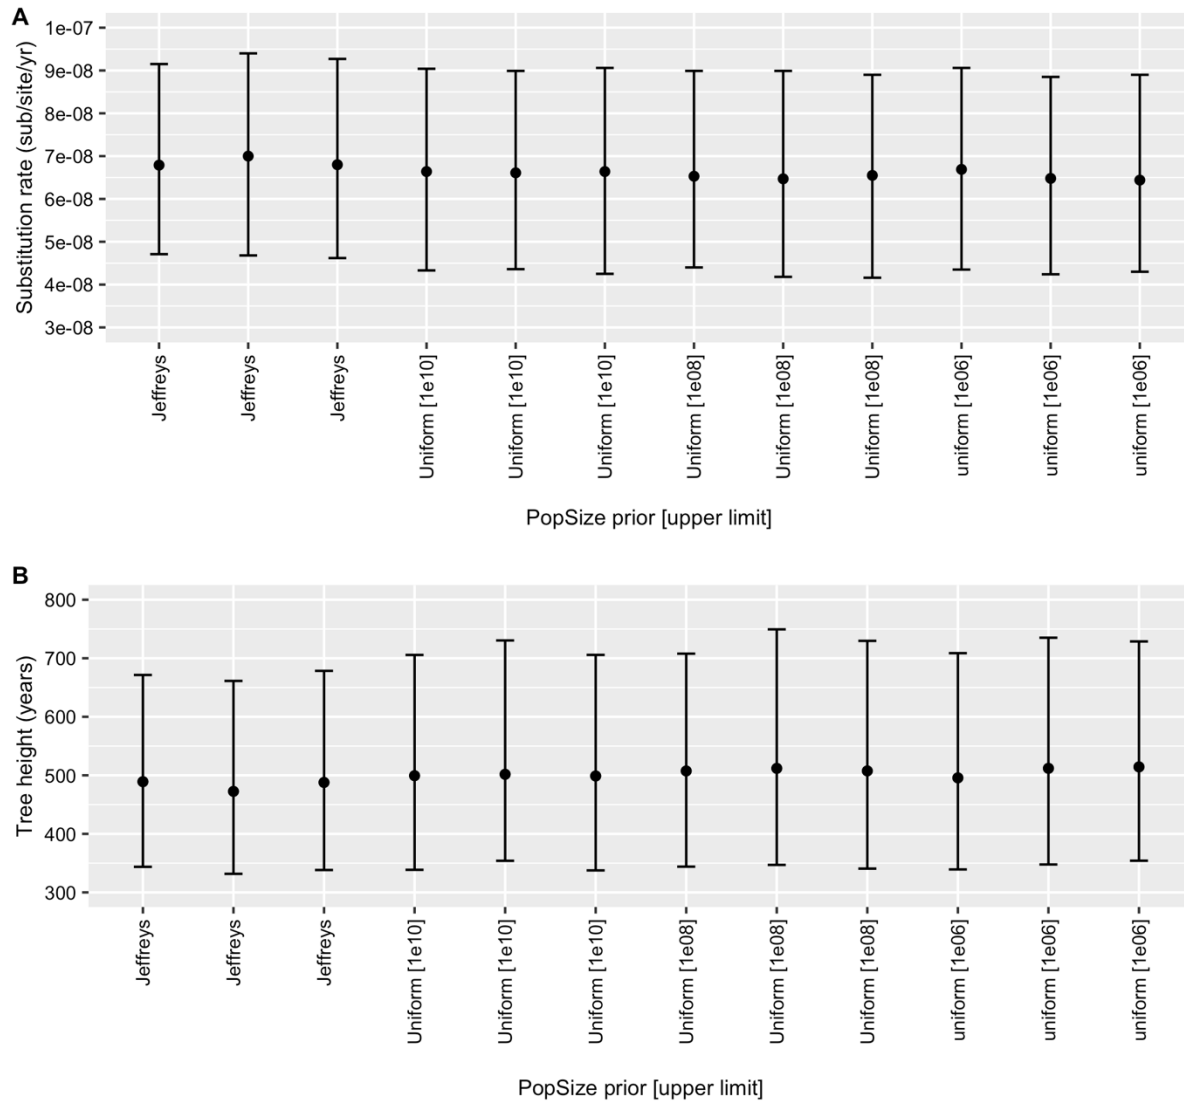 A
Substitution rate (sub/site/yr)
1e-07
9e-08
8e-08
7e-08
6e-08
5e-08
4e-08
3e-08
Jeffreys
Jeffreys
Jeffreys
Uniform [1e10]
Uniform [1e10]
Uniform [1e10]
Uniform [1e08]
Uniform [1e08]
Uniform [1e08]
uniform [1e06]
uniform [1e06]
uniform [1e06]
PopSize prior [upper limit]
B
Tree height (years)
800
700
600
500
400
300
Jeffreys
Jeffreys
Jeffreys
Uniform [1e10]
Uniform [1e10]
Uniform [1e10]
Uniform [1e08]
Uniform [1e08]
Uniform [1e08]
uniform [1e06]
uniform [1e06]
uniform [1e06]
PopSize prior [upper limit]